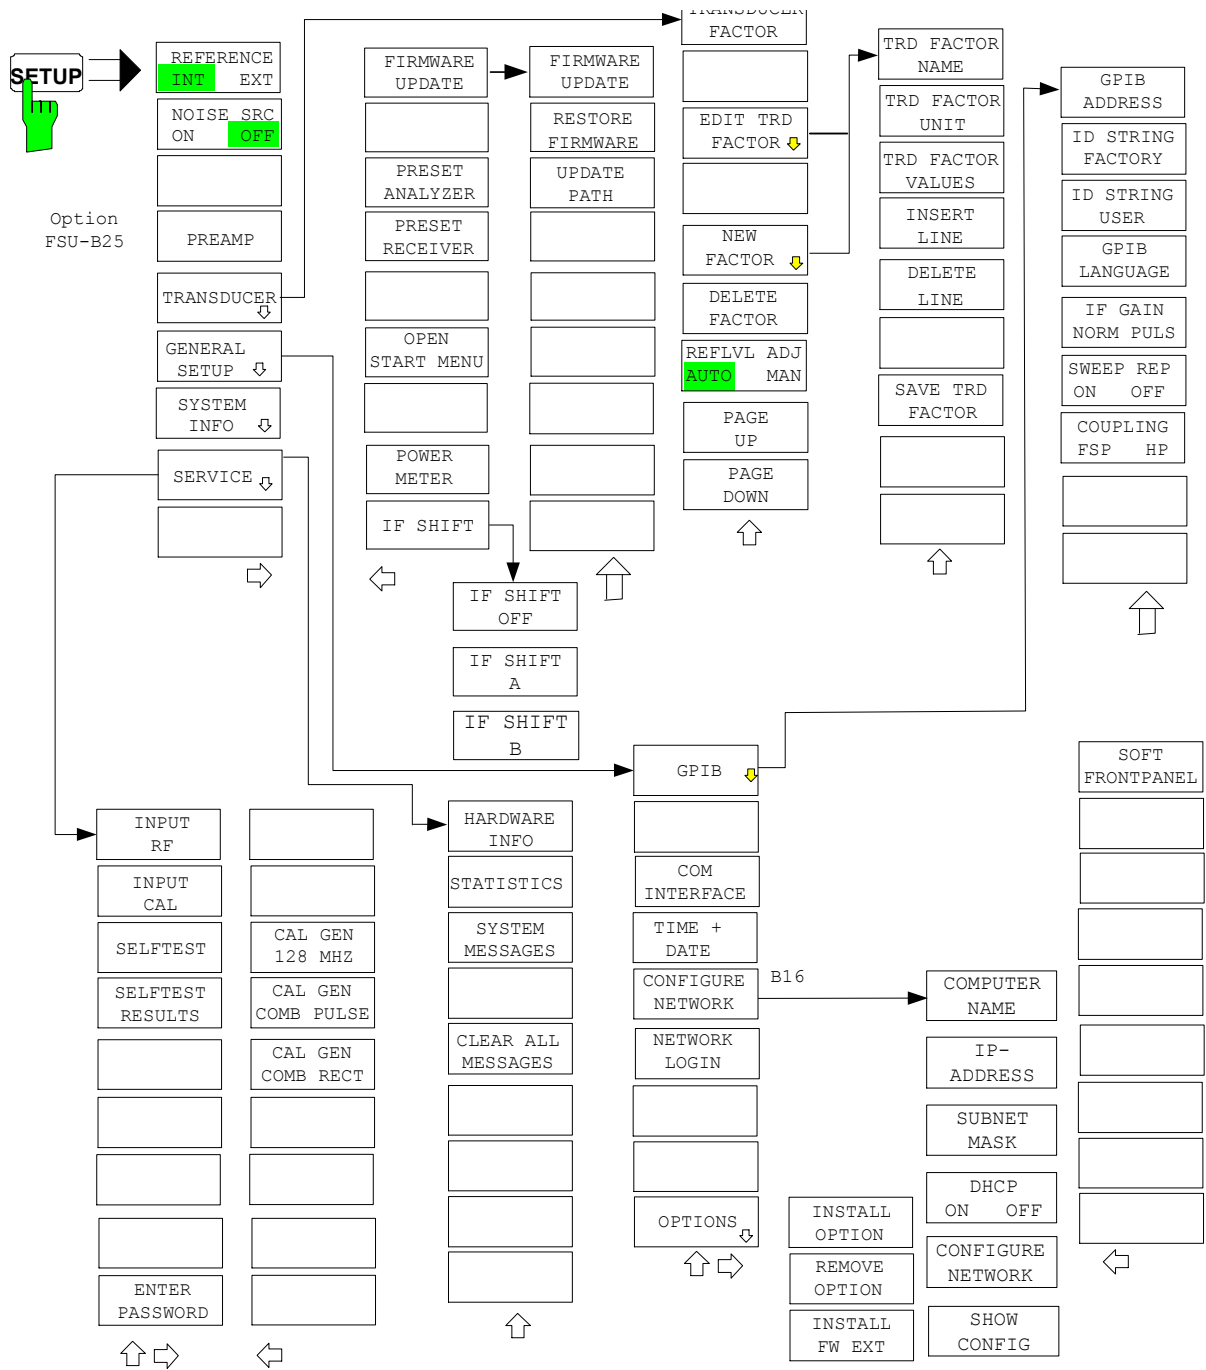 SETUP
REFERENCE
INT EXT
NOISE SRC
ON OFF
Option
FSU-B25
PREAMP
TRANSDUCER
GENERAL
SETUP
SYSTEM
INFO
SERVICE
FIRMWARE
UPDATE
PRESET
ANALYZER
PRESET
RECEIVER
OPEN
START MENU
POWER
METER
IF SHIFT
FIRMWARE
UPDATE
RESTORE
FIRMWARE
UPDATE
PATH
IF SHIFT
OFF
IF SHIFT
A
IF SHIFT
B
TRANSDUCER
FACTOR
EDIT TRD
FACTOR
NEW
FACTOR
DELETE
FACTOR
REFLVL ADJ
AUTO MAN
PAGE
UP
PAGE
DOWN
TRD FACTOR
NAME
TRD FACTOR
UNIT
TRD FACTOR
VALUES
INSERT
LINE
DELETE
LINE
SAVE TRD
FACTOR
GPIB
ADDRESS
ID STRING
FACTORY
ID STRING
USER
GPIB
LANGUAGE
IF GAIN
NORM PULS
SWEEP REP
ON OFF
COUPLING
FSP HP
INPUT
RF
INPUT
CAL
SELFTEST
SELFTEST
RESULTS
ENTER
PASSWORD
CAL GEN
128 MHZ
CAL GEN
COMB PULSE
CAL GEN
COMB RECT
HARDWARE
INFO
STATISTICS
SYSTEM
MESSAGES
CLEAR ALL
MESSAGES
GPIB
COM
INTERFACE
TIME +
DATE
CONFIGURE
NETWORK
B16
NETWORK
LOGIN
OPTIONS
INSTALL
OPTION
REMOVE
OPTION
INSTALL
FW EXT
COMPUTER
NAME
IP-
ADDRESS
SUBNET
MASK
DHCP
ON OFF
CONFIGURE
NETWORK
SHOW
CONFIG
SOFT
FRONTPANEL